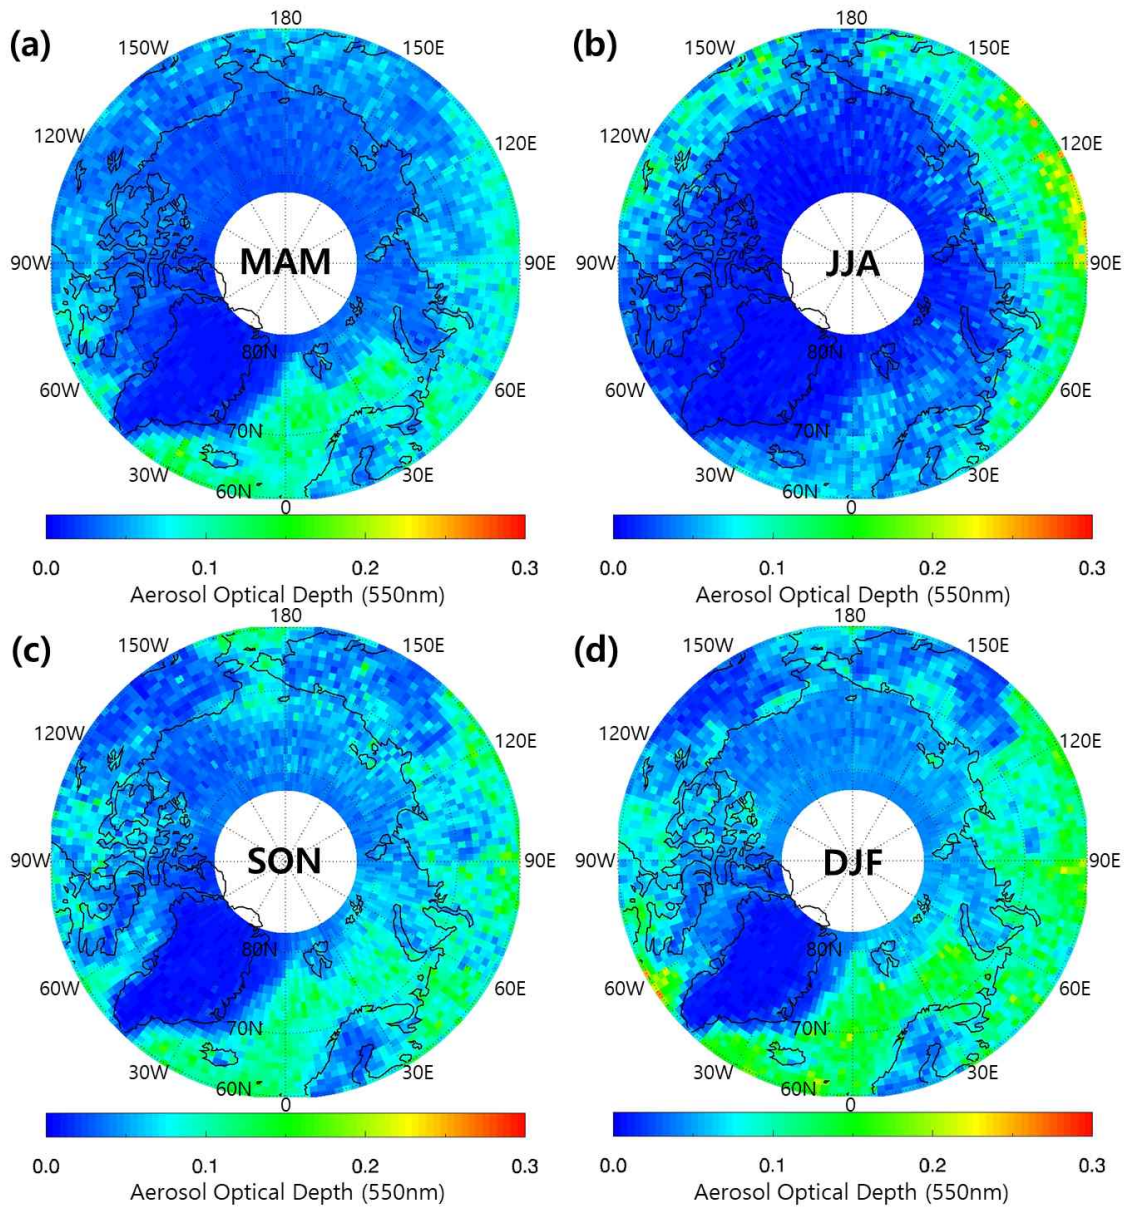 (a)
180
150W
150E
120W
120E
90W
MAM
90E
80N
60W
60E
70N
30W
60N
30E
0
0.0 0.1 0.2 0.3
Aerosol Optical Depth (550nm)
(b)
180
150W
150E
120W
120E
90W
JJA
90E
80N
60W
60E
70N
30W
60N
30E
0
0.0 0.1 0.2 0.3
Aerosol Optical Depth (550nm)
(c)
180
150W
150E
120W
120E
90W
SON
90E
80N
60W
60E
70N
30W
60N
30E
0
0.0 0.1 0.2 0.3
Aerosol Optical Depth (550nm)
(d)
180
150W
150E
120W
120E
90W
DJF
90E
80N
60W
60E
70N
30W
60N
30E
0
0.0 0.1 0.2 0.3
Aerosol Optical Depth (550nm)